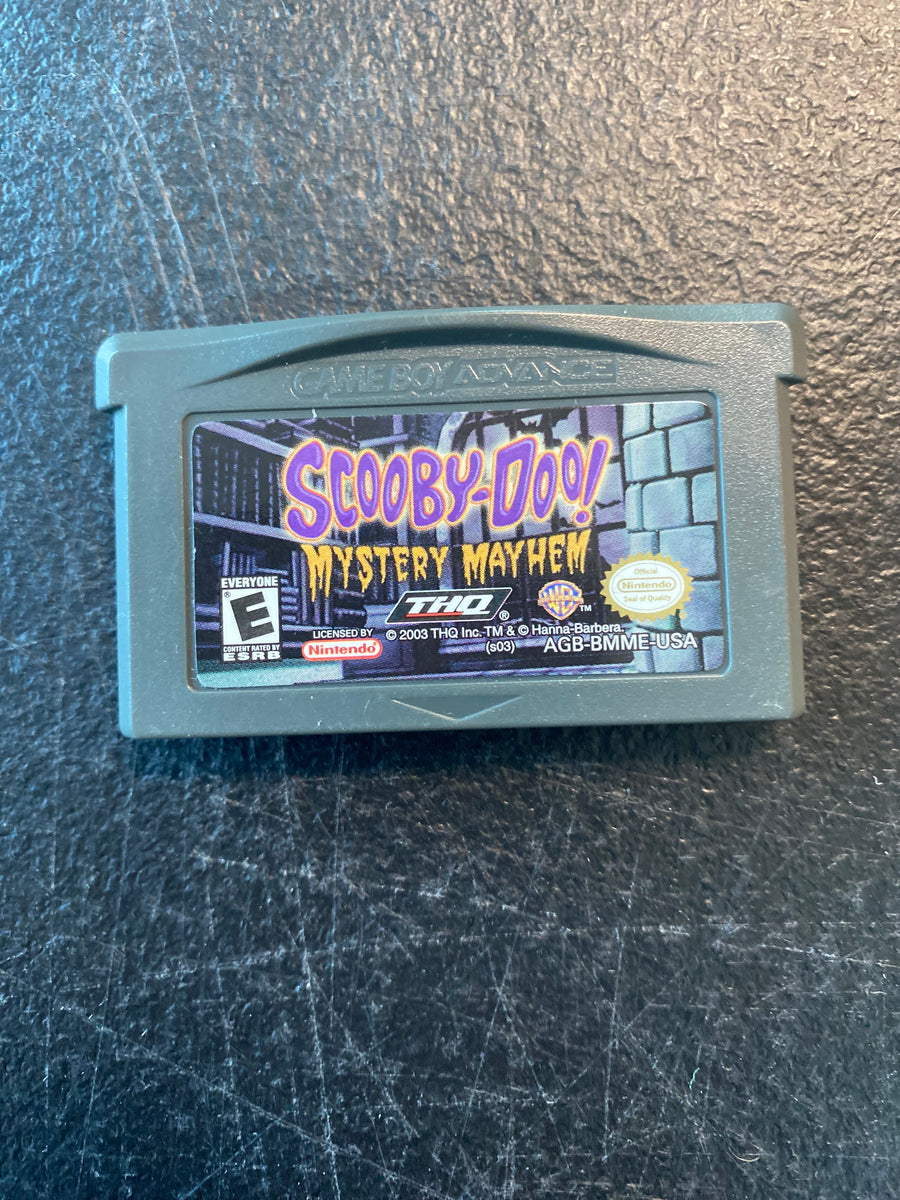 GAME BOY ADVANCE
SCOOBY-DOO!
MYSTERY MAYHEM
EVERYONE
E
®
CONTENT RATED BY
ESRB
LICENSED BY
Nintendo
THQ®
WB™
Official
Nintendo
Seal of Quality
© 2003 THQ Inc. TM & © Hanna-Barbera.
(s03)
AGB-BMME-USA